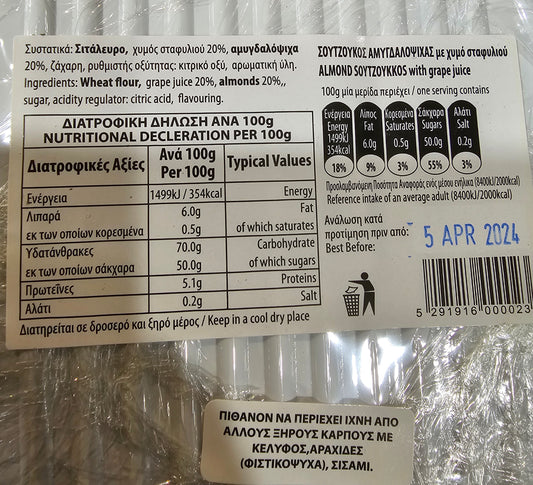 Συστατικά: Σιτάλευρο, χυμός σταφυλιού 20%, αμυγδαλόψιχα
20%, ζάχαρη, ρυθμιστής οξύτητας: κιτρικό οξύ, αρωματική ύλη.
Ingredients: Wheat flour, grape juice 20%, almonds 20%,,
sugar, acidity regulator: citric acid, flavouring.
ΔΙΑΤΡΟΦΙΚΗ ΔΗΛΩΣΗ ΑΝΑ 100g
NUTRITIONAL DECLERATION PER 100g
Διατροφικές Αξίες Ανά 100g Per 100g Typical Values
Ενέργεια 1499kJ / 354kcal Energy
Λιπαρά 6.0g Fat
εκ των οποίων κορεσμένα 0.5g of which saturates
Υδατάνθρακες 70.0g Carbohydrate
εκ των οποίων σάκχαρα 50.0g of which sugars
Πρωτεΐνες 5.1g Proteins
Αλάτι 0.2g Salt
Διατηρείται σε δροσερό και ξηρό μέρος / Keep in a cool dry place
ΣΟΥΤΖΟΥΚΟΣ ΑΜΥΓΔΑΛΟΨΙΧΑΣ με χυμό σταφυλιού
ALMOND SOUTZOUKKOS with grape juice
100g μία μερίδα περιέχει / one serving contains
Ενέργεια Λίπος Κορεσμένα Σάκχαρα Αλάτι
Energy Fat Saturates Sugars Salt
1499kJ
354kcal 6.0g 0.5g 50.0g 0.2g
18% 9% 3% 55% 3%
Προσλαμβανόμενη Ποσότητα Αναφοράς ενός μέσου ενήλικα (8400kJ/2000kcal)
Reference intake of an average adult (8400kJ/2000kcal)
Ανάλωση κατά
προτίμηση πριν από:
Best Before:
5 APR 2024
5 291916 000023
ΠΙΘΑΝΟΝ ΝΑ ΠΕΡΙΕΧΕΙ ΙΧΝΗ ΑΠΟ
ΑΛΛΟΥΣ ΞΗΡΟΥΣ ΚΑΡΠΟΥΣ ΜΕ
ΚΕΛΥΦΟΣ,ΑΡΑΧΙΔΕΣ
(ΦΙΣΤΙΚΟΨΥΧΑ), ΣΙΣΑΜΙ.